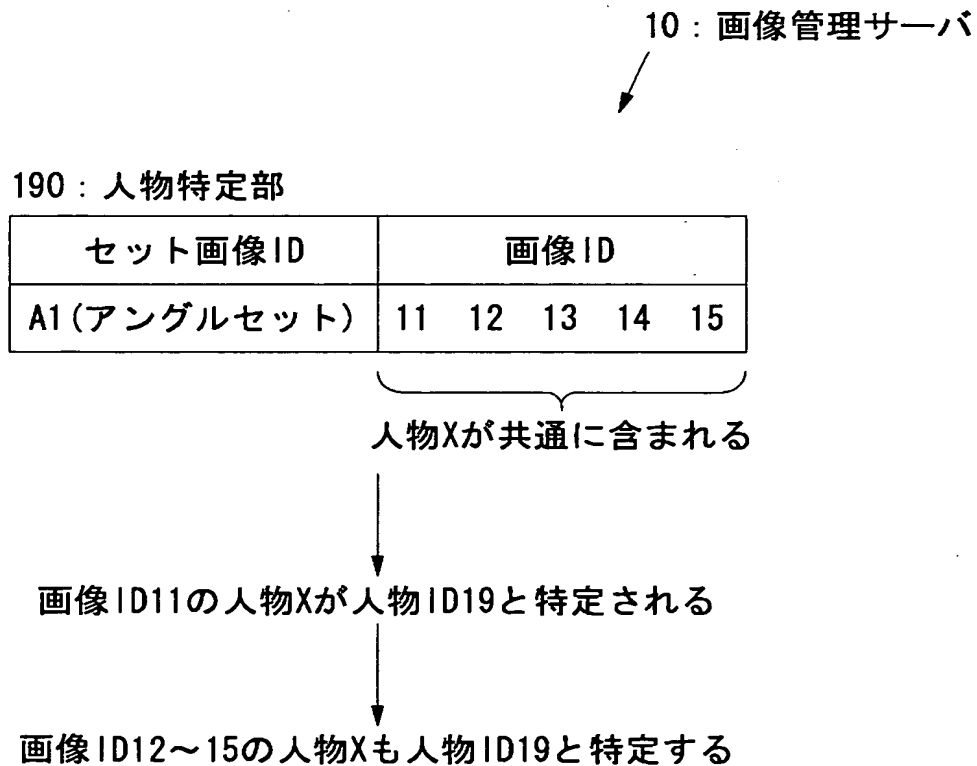 10：画像管理サーバ
190：人物特定部
セット画像ID 画像ID
A1(アングルセット) 11 12 13 14 15
人物Xが共通に含まれる
画像ID11の人物Xが人物ID19と特定される
画像ID12～15の人物Xも人物ID19と特定する